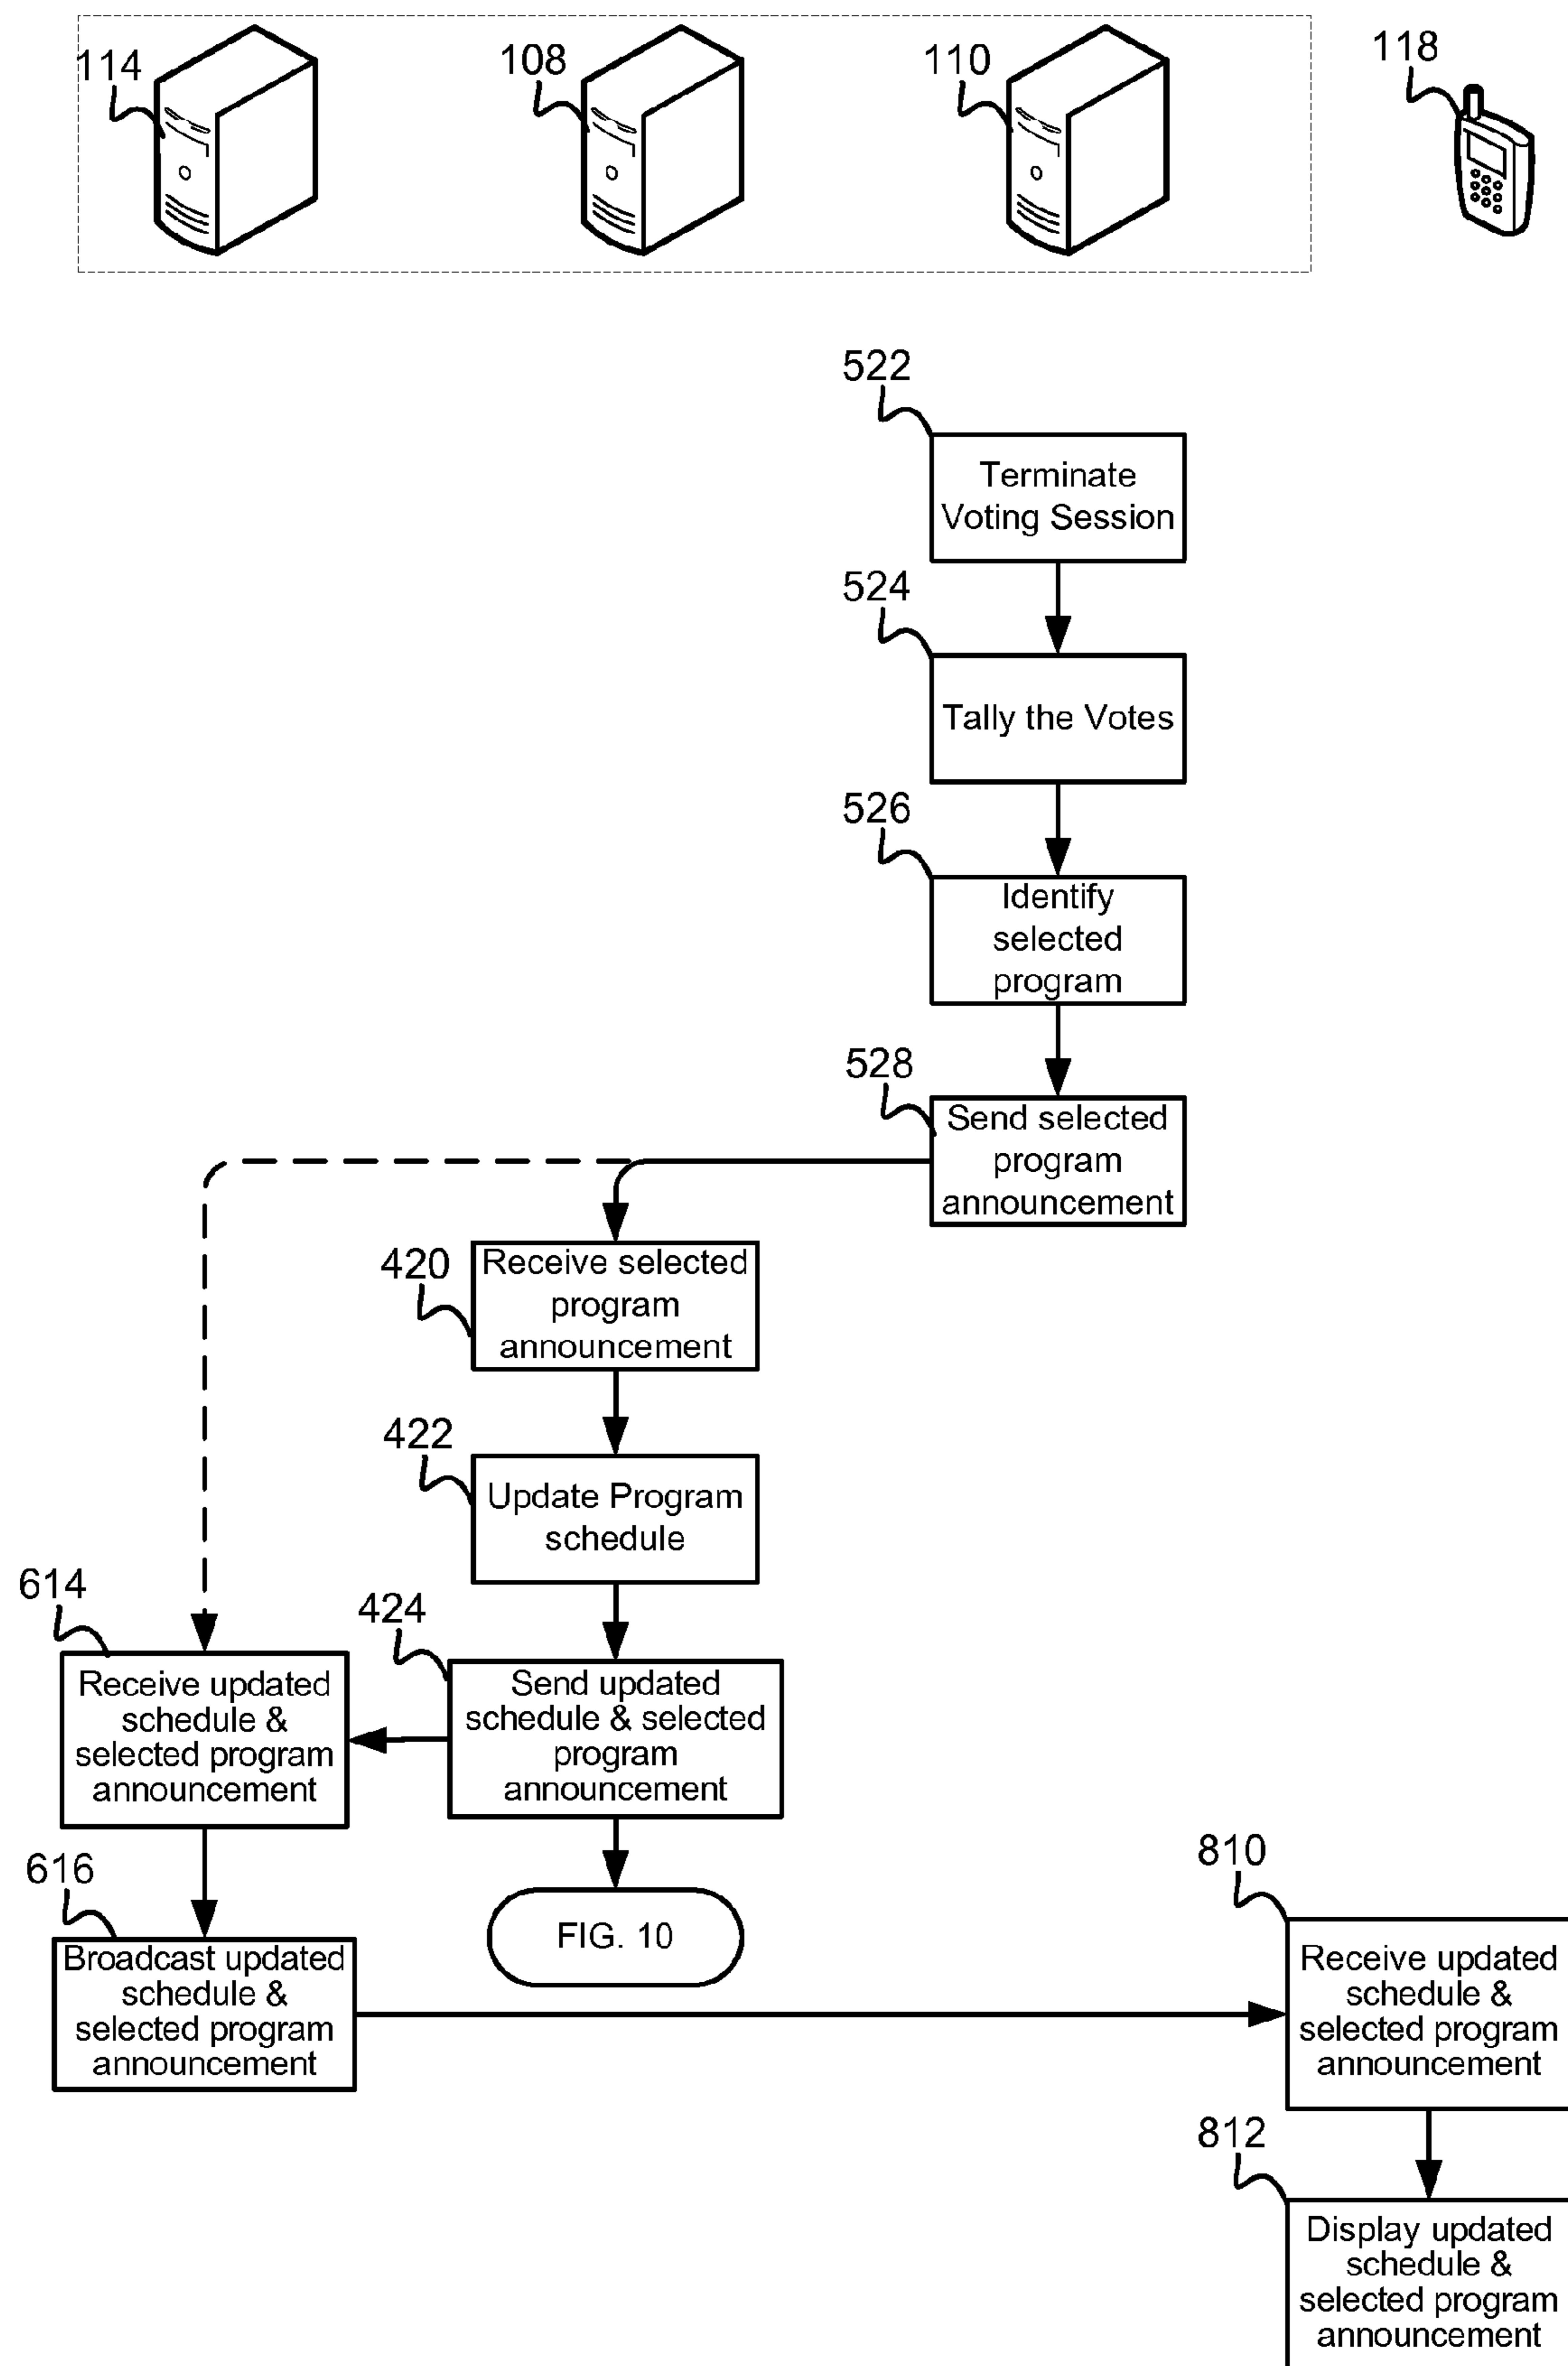 114
108
110
118
522
Terminate
Voting Session
524
Tally the Votes
526
Identify
selected
program
528
Send selected
program
announcement
420
Receive selected
program
announcement
422
Update Program
schedule
614
Receive updated
schedule &
selected program
announcement
424
Send updated
schedule & selected
program
announcement
616
Broadcast updated
schedule &
selected program
announcement
FIG. 10
810
Receive updated
schedule &
selected program
announcement
812
Display updated
schedule &
selected program
announcement